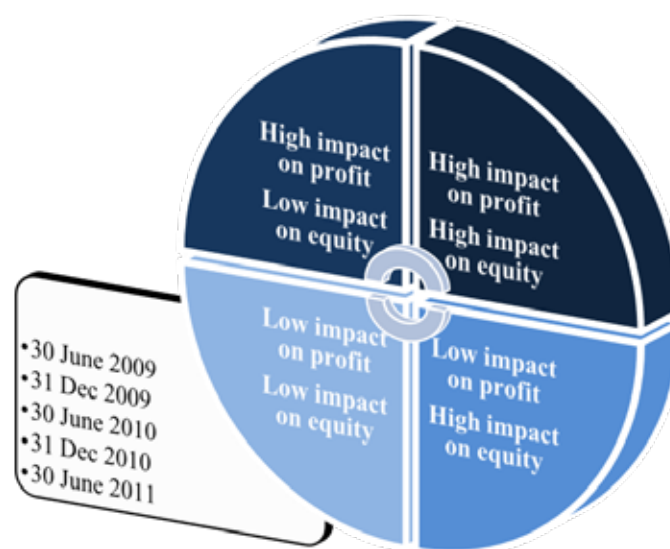 High impact
on profit
Low impact
on equity
High impact
on profit
High impact
on equity
Low impact
on profit
Low impact
on equity
Low impact
on profit
High impact
on equity
•30 June 2009
•31 Dec 2009
•30 June 2010
•31 Dec 2010
•30 June 2011